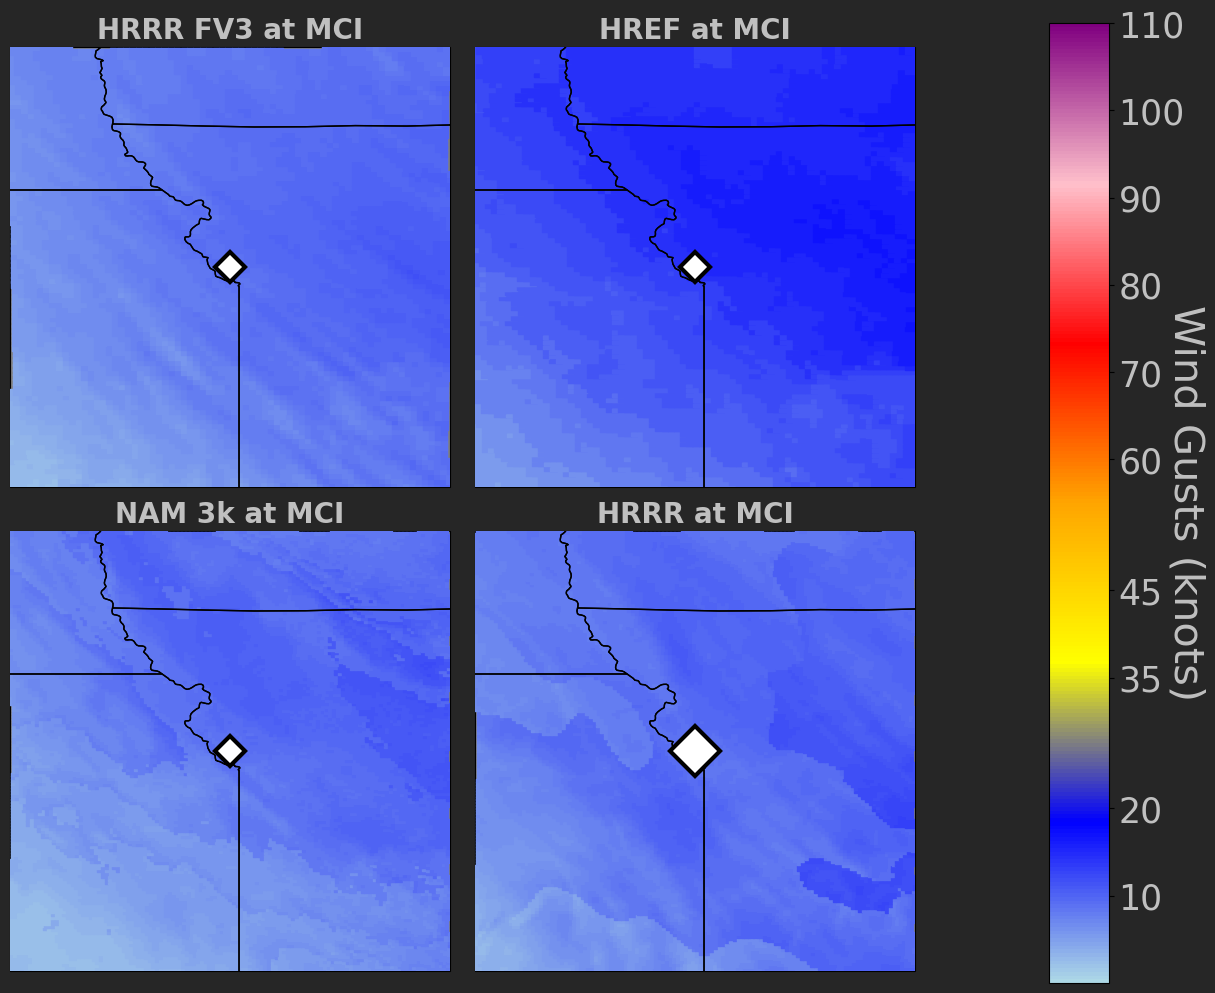 HRRR FV3 at MCI
HREF at MCI
NAM 3k at MCI
HRRR at MCI
110
100
90
80
70
60
45
35
20
10
Wind Gusts (knots)